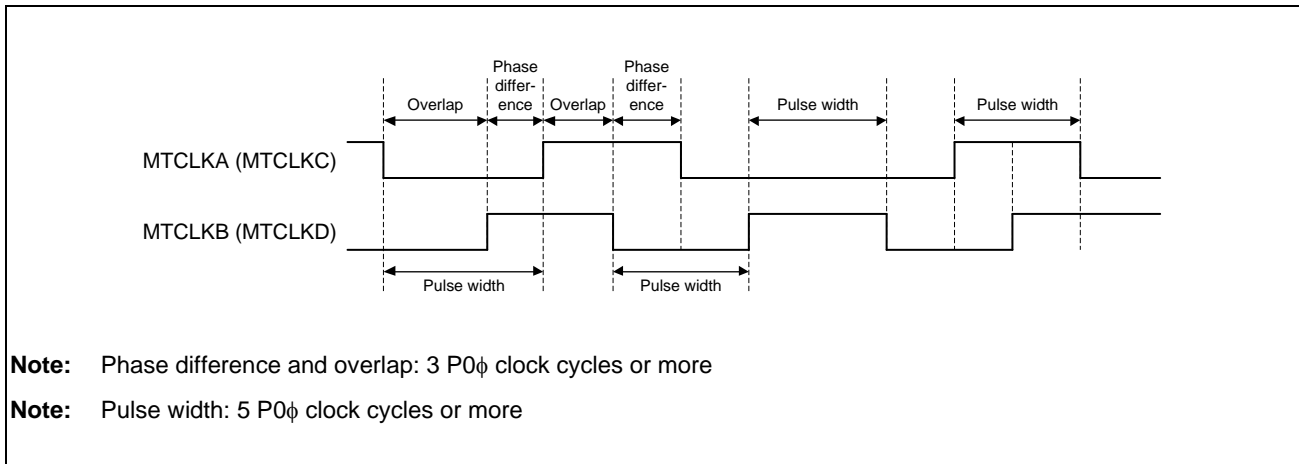 Phase
differ-
ence
Phase
differ-
ence
Overlap
Overlap
Pulse width
Pulse width
MTCLKA (MTCLKC)
MTCLKB (MTCLKD)
Pulse width
Pulse width
Note: Phase difference and overlap: 3 P0ϕ clock cycles or more
Note: Pulse width: 5 P0ϕ clock cycles or more